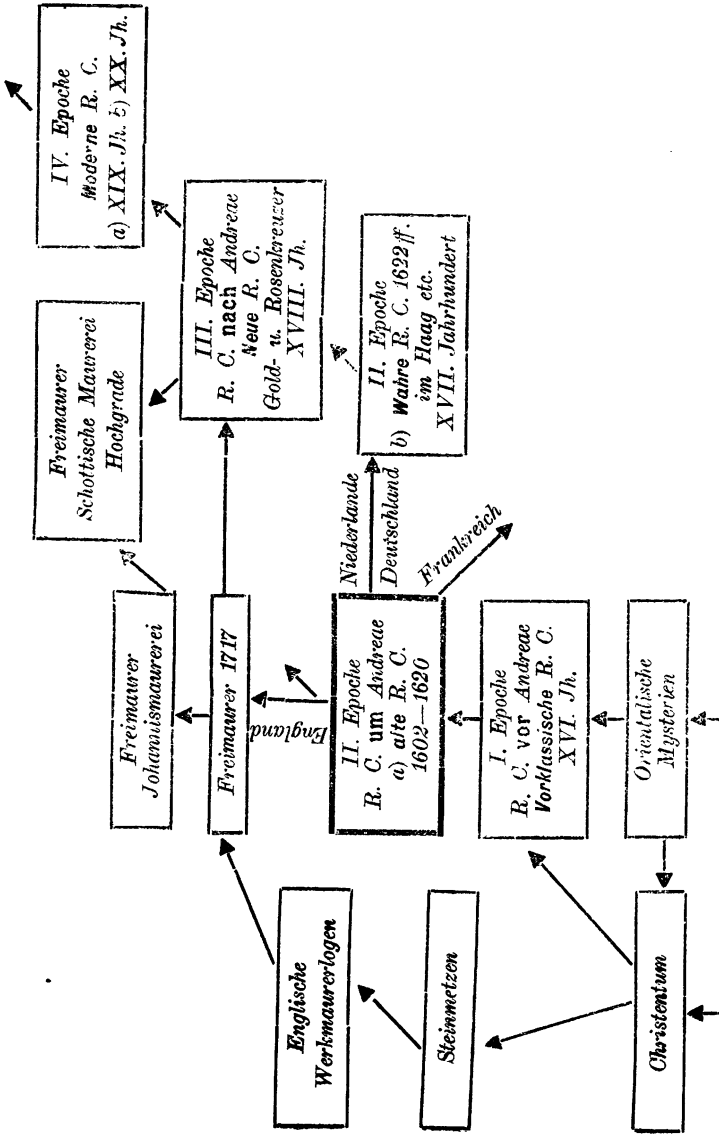 IV. Epoche
Moderne R. C.
a) XIX. Jh. b) XX. Jh.
Freimaurer
Schottische Maurerei
Hochgrade
III. Epoche
R. C. nach Andreae
Neue R. C.
Gold- u. Rosenkreuzer
XVIII. Jh.
Freimaurer
Johannismaurerei
Freimaurer 1717
II. Epoche
b) Wahre R. C. 1622 ff.
im Haag etc.
XVII. Jahrhundert
Niederlande
Deutschland
Frankreich
England
II. Epoche
R. C. um Andreae
a) alte R. C.
1602—1620
Englische
Werkmaurerlogen
I. Epoche
R. C. vor Andreae
Vorklassische R. C.
XVI. Jh.
Steinmetzen
Orientalische
Mysterien
Christentum